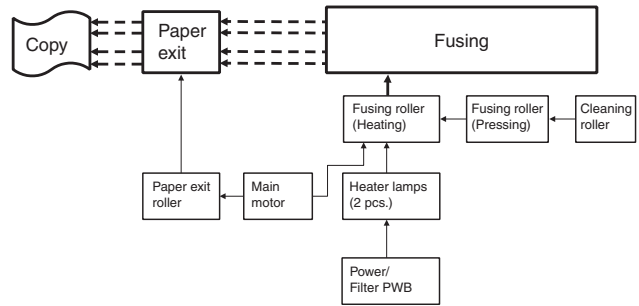 Copy
Paper
exit
Fusing
Fusing roller
(Heating)
Fusing roller
(Pressing)
Cleaning
roller
Paper exit
roller
Main
motor
Heater lamps
(2 pcs.)
Power/
Filter PWB